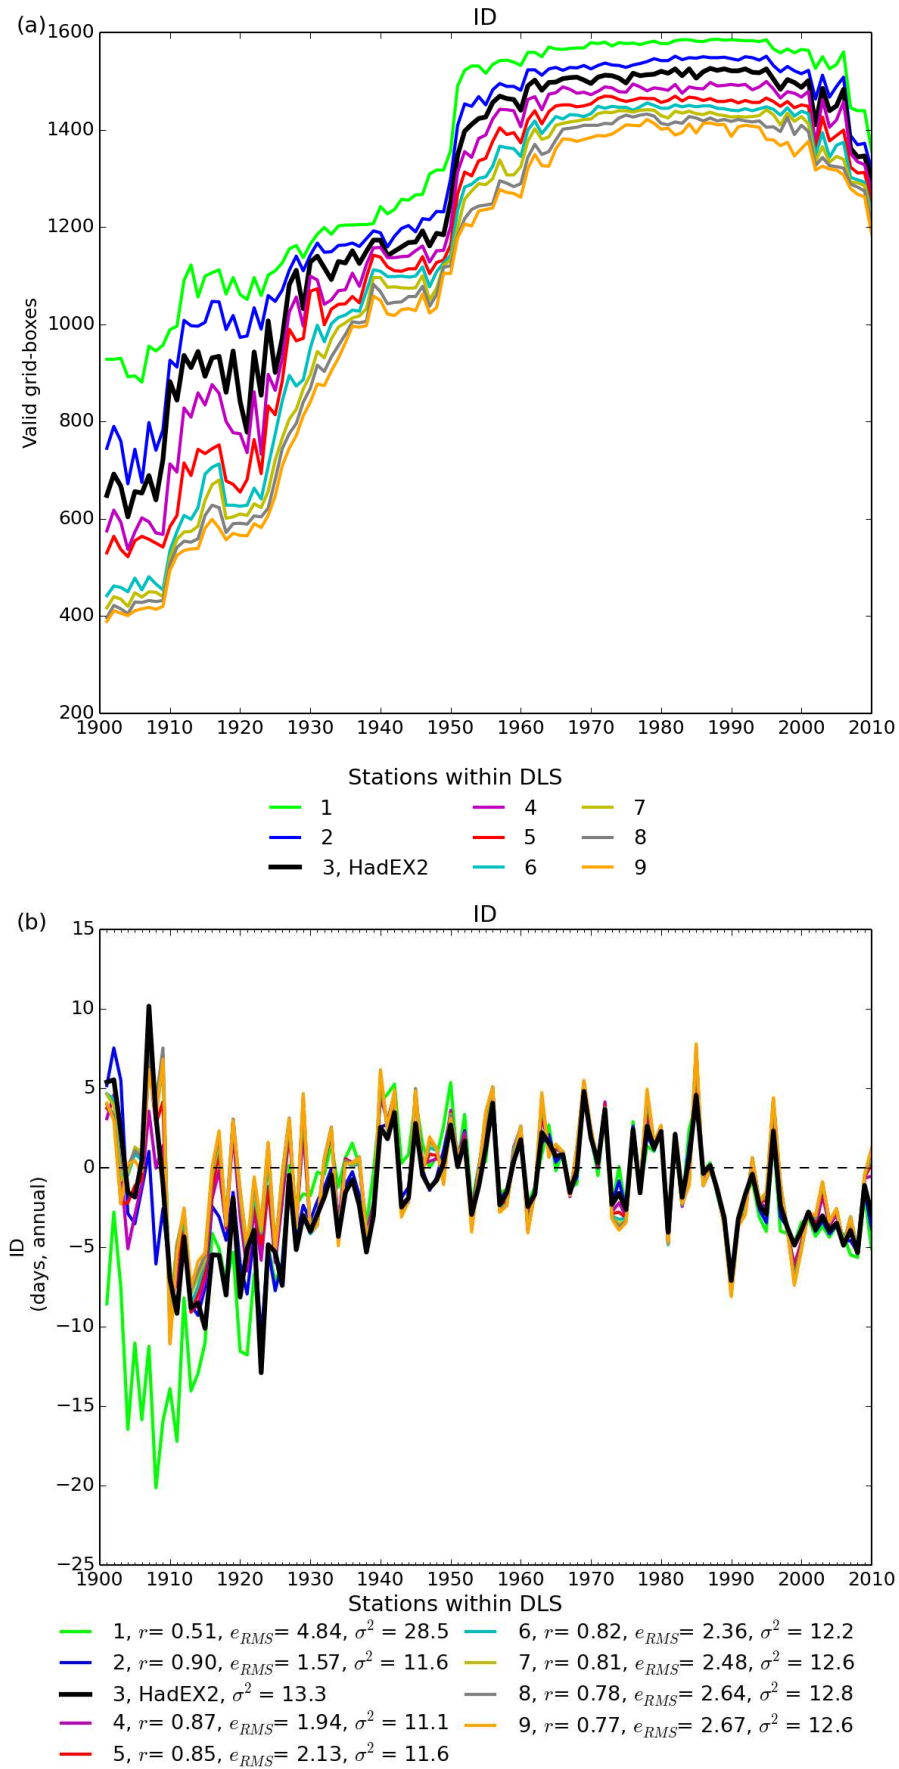 (a)
ID
1600
1400
1200
1000
800
600
400
200
Valid grid-boxes
1900 1910 1920 1930 1940 1950 1960 1970 1980 1990 2000 2010
Stations within DLS
1 4 7
2 5 8
3, HadEX2 6 9
(b)
ID
15
10
5
0
−5
−10
−15
−20
−25
ID
(days, annual)
1900 1910 1920 1930 1940 1950 1960 1970 1980 1990 2000 2010
Stations within DLS
1, r= 0.51, e_RMS= 4.84, σ² = 28.5 6, r= 0.82, e_RMS= 2.36, σ² = 12.2
2, r= 0.90, e_RMS= 1.57, σ² = 11.6 7, r= 0.81, e_RMS= 2.48, σ² = 12.6
3, HadEX2, σ² = 13.3 8, r= 0.78, e_RMS= 2.64, σ² = 12.8
4, r= 0.87, e_RMS= 1.94, σ² = 11.1 9, r= 0.77, e_RMS= 2.67, σ² = 12.6
5, r= 0.85, e_RMS= 2.13, σ² = 11.6